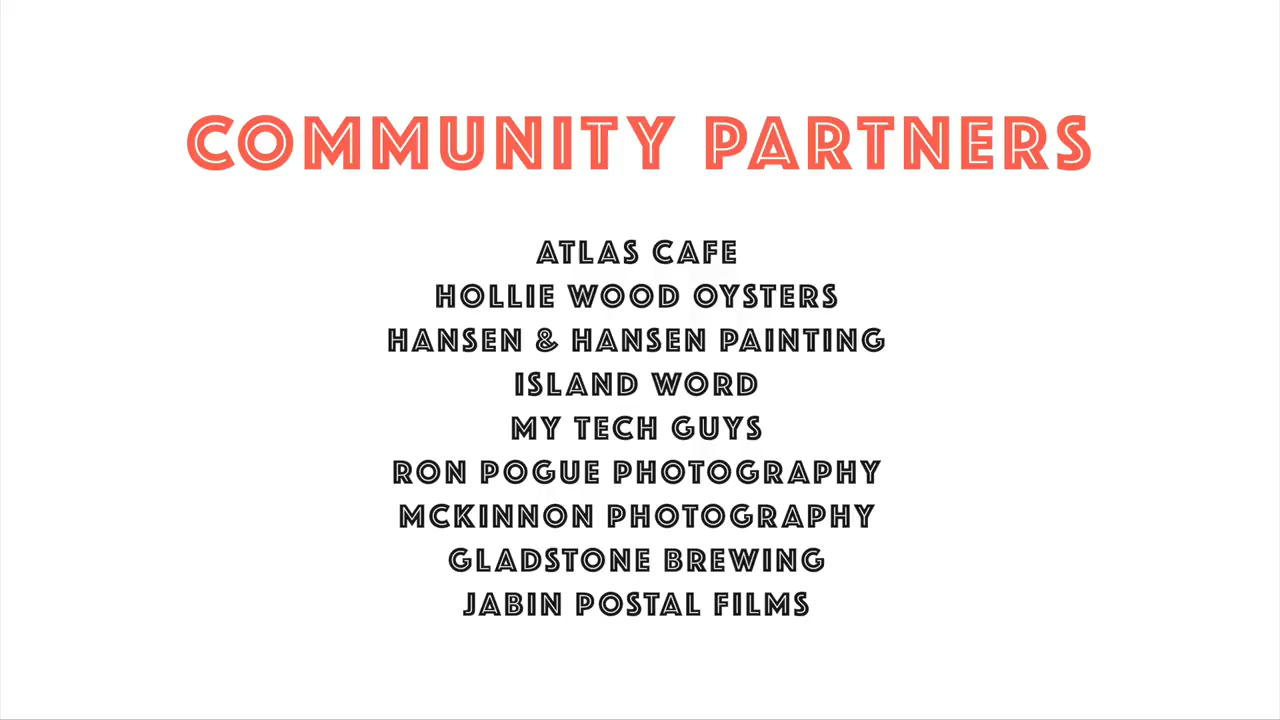 COMMUNITY PARTNERS
ATLAS CAFE
HOLLIE WOOD OYSTERS
HANSEN & HANSEN PAINTING
ISLAND WORD
MY TECH GUYS
RON POGUE PHOTOGRAPHY
MCKINNON PHOTOGRAPHY
GLADSTONE BREWING
JABIN POSTAL FILMS